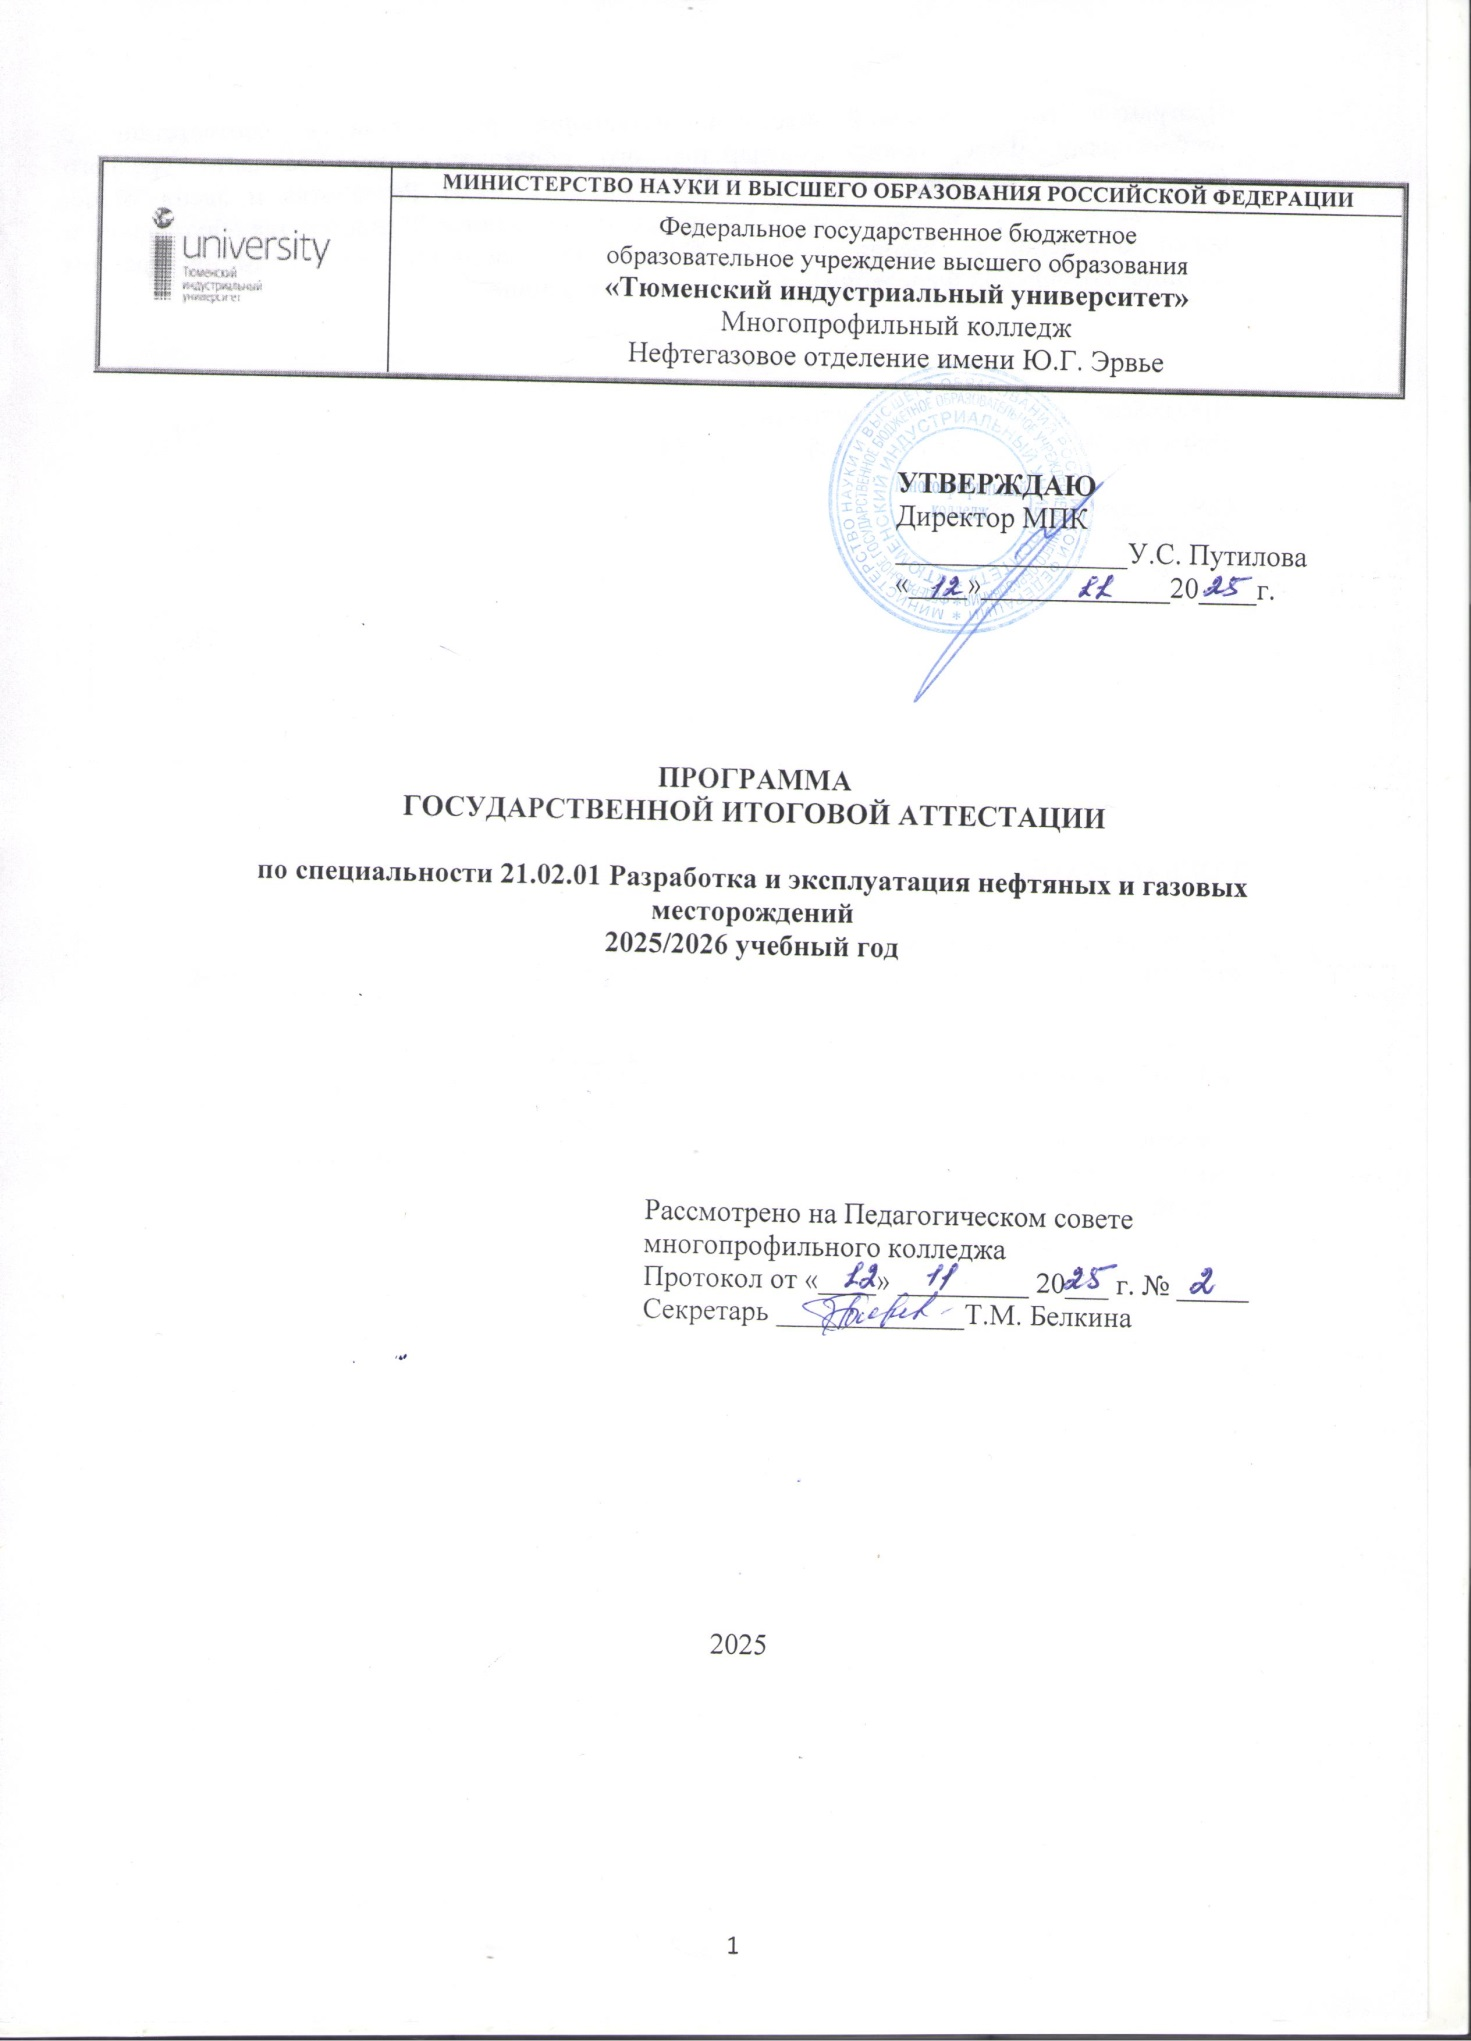 university
Тюменский
индустриальный
университет
МИНИСТЕРСТВО НАУКИ И ВЫСШЕГО ОБРАЗОВАНИЯ РОССИЙСКОЙ ФЕДЕРАЦИИ
Федеральное государственное бюджетное
образовательное учреждение высшего образования
«Тюменский индустриальный университет»
Многопрофильный колледж
Нефтегазовое отделение имени Ю.Г. Эрвье
УТВЕРЖДАЮ
Директор МПК
________________У.С. Путилова
«12» 11 2025 г.
ПРОГРАММА
ГОСУДАРСТВЕННОЙ ИТОГОВОЙ АТТЕСТАЦИИ
по специальности 21.02.01 Разработка и эксплуатация нефтяных и газовых
месторождений
2025/2026 учебный год
Рассмотрено на Педагогическом совете
многопрофильного колледжа
Протокол от «12» 11 2025 г. № 2
Секретарь _____________Т.М. Белкина
2025
1